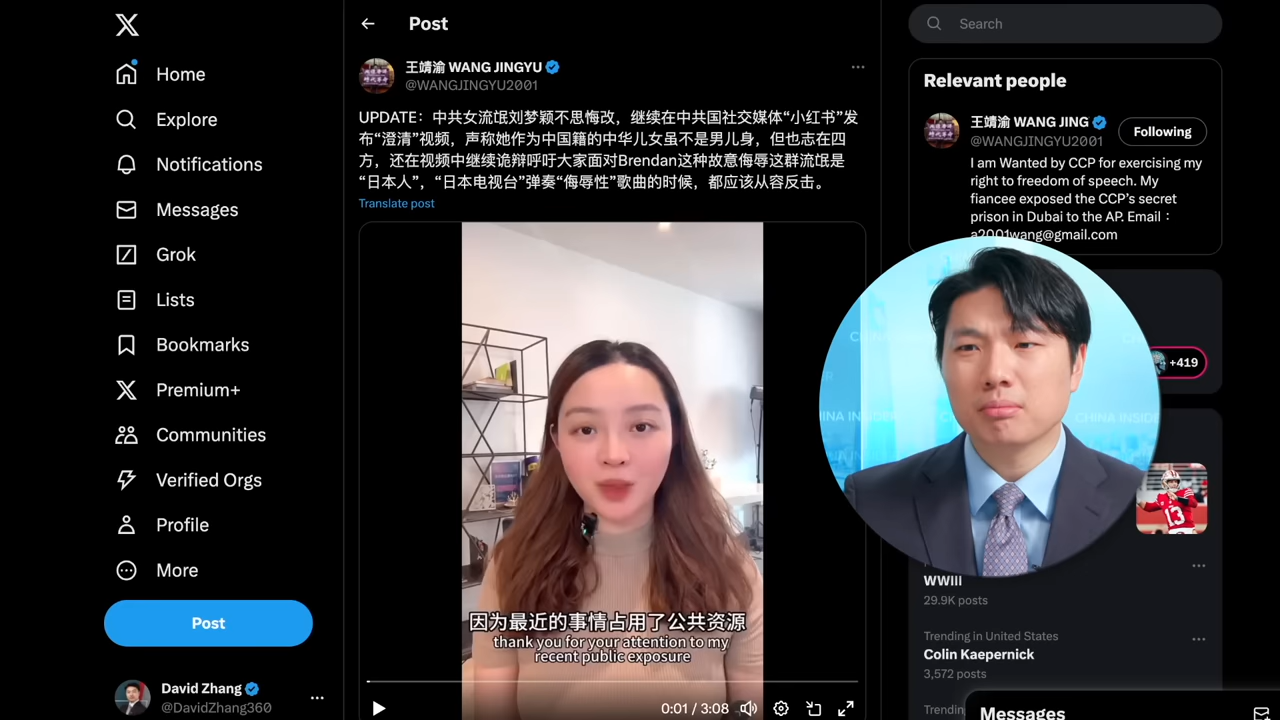 Home
Explore
Notifications
Messages
Grok
Lists
Bookmarks
Premium+
Communities
Verified Orgs
Profile
More
Post
David Zhang
@DavidZhang360
Post
王靖渝 WANG JINGYU
@WANGJINGYU2001
UPDATE：中共女流氓刘梦颖不思悔改，继续在中共国社交媒体“小红书”发
布“澄清”视频，声称她作为中国籍的中华儿女虽不是男儿身，但也志在四
方，还在视频中继续诡辩呼吁大家面对Brendan这种故意侮辱这群流氓是
“日本人”，“日本电视台”弹奏“侮辱性”歌曲的时候，都应该从容反击。
Translate post
因为最近的事情占用了公共资源
thank you for your attention to my
recent public exposure
0:01 / 3:08
Search
Relevant people
王靖渝 WANG JING
@WANGJINGYU2001
Following
I am Wanted by CCP for exercising my
right to freedom of speech. My
fiancee exposed the CCP’s secret
prison in Dubai to the AP. Email：
a2001wang@gmail.com
+419
CHINA INSIDER
13
WWIII
29.9K posts
Trending in United States
Colin Kaepernick
3,572 posts
Messages